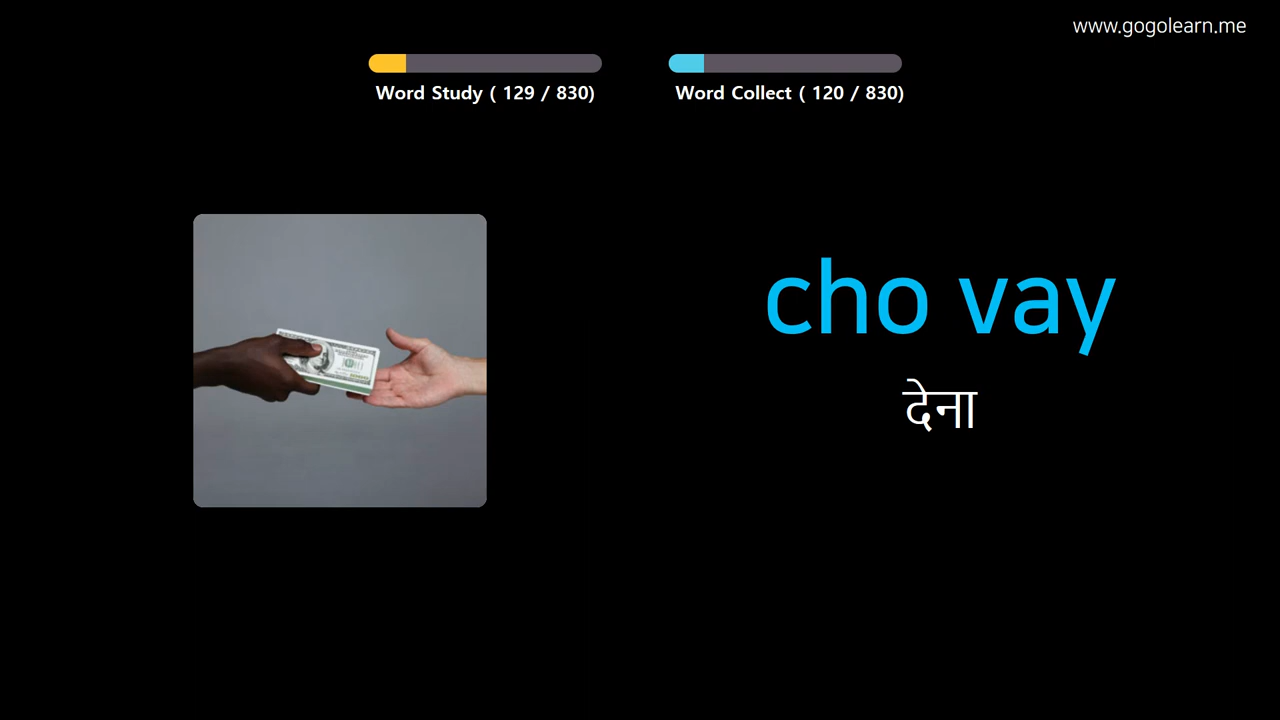 www.gogolearn.me
Word Study ( 129 / 830)
Word Collect ( 120 / 830)
cho vay
देना